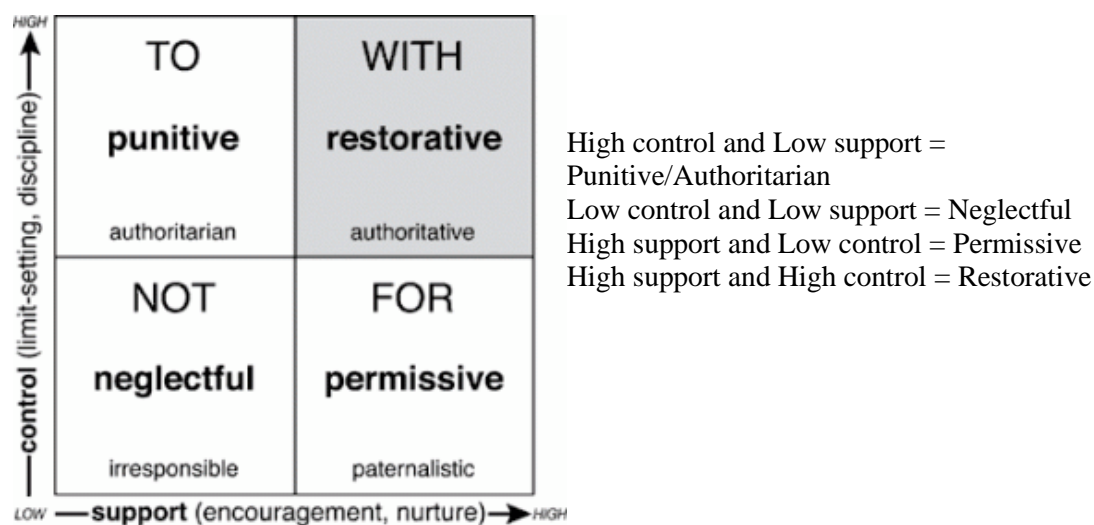 HIGH
TO
WITH
punitive
restorative
authoritarian
authoritative
NOT
FOR
neglectful
permissive
irresponsible
paternalistic
control (limit-setting, discipline)
LOW
support (encouragement, nurture)
HIGH
High control and Low support =
Punitive/Authoritarian
Low control and Low support = Neglectful
High support and Low control = Permissive
High support and High control = Restorative